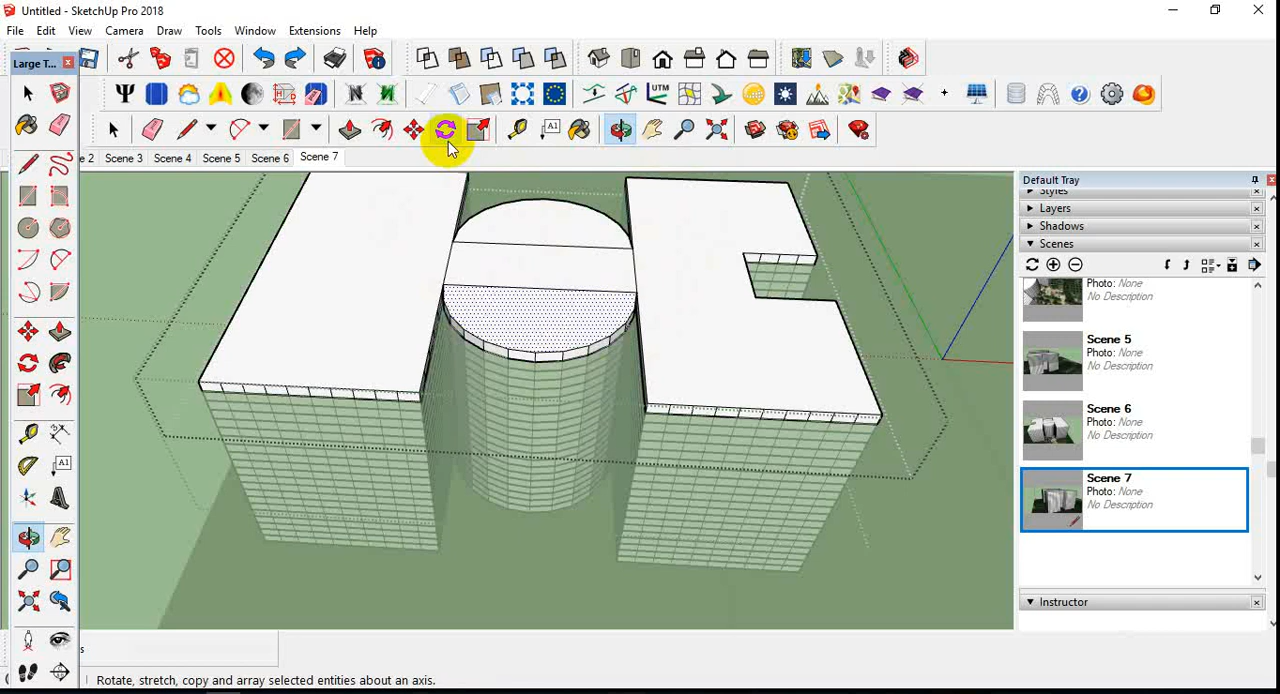 Untitled - SketchUp Pro 2018
File Edit View Camera Draw Tools Window Extensions Help
Large T...
UTM
A1
e 2 Scene 3 Scene 4 Scene 5 Scene 6 Scene 7
Default Tray
Styles
Layers
Shadows
Scenes
Photo: None
No Description
Scene 5
Photo: None
No Description
Scene 6
Photo: None
No Description
Scene 7
Photo: None
No Description
A1
Instructor
s
Rotate, stretch, copy and array selected entities about an axis.